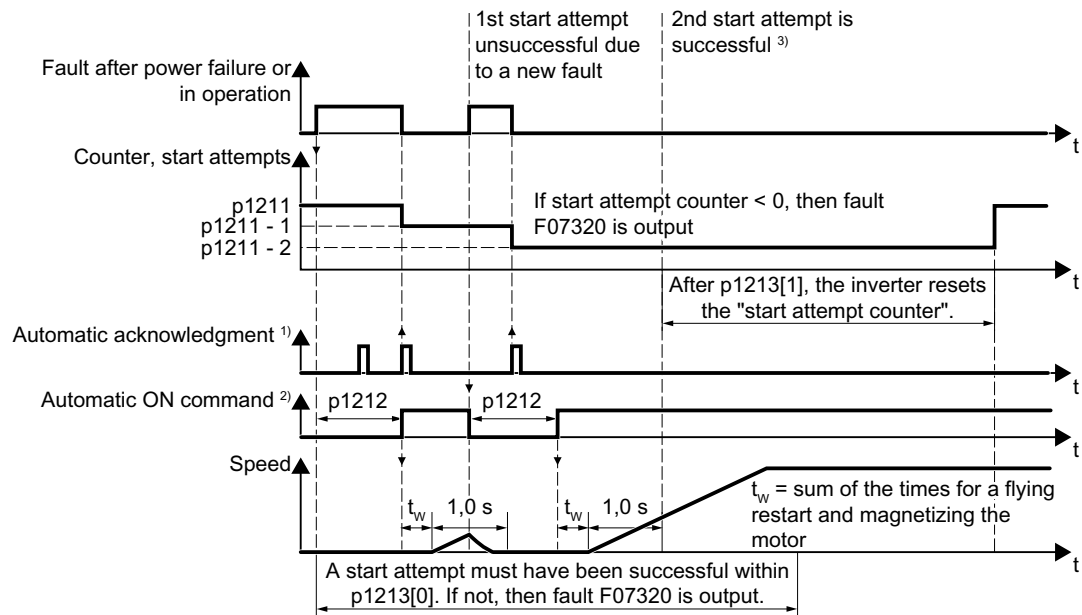 1st start attempt
unsuccessful due
to a new fault
2nd start attempt is
successful 3)
Fault after power failure or
in operation
t
Counter, start attempts
p1211
p1211 - 1
p1211 - 2
If start attempt counter < 0, then fault
F07320 is output
t
After p1213[1], the inverter resets
the "start attempt counter".
Automatic acknowledgment 1)
t
Automatic ON command 2)
p1212
p1212
t
Speed
tw
1,0 s
tw
1,0 s
tw = sum of the times for a flying
restart and magnetizing the
motor
t
A start attempt must have been successful within
p1213[0]. If not, then fault F07320 is output.